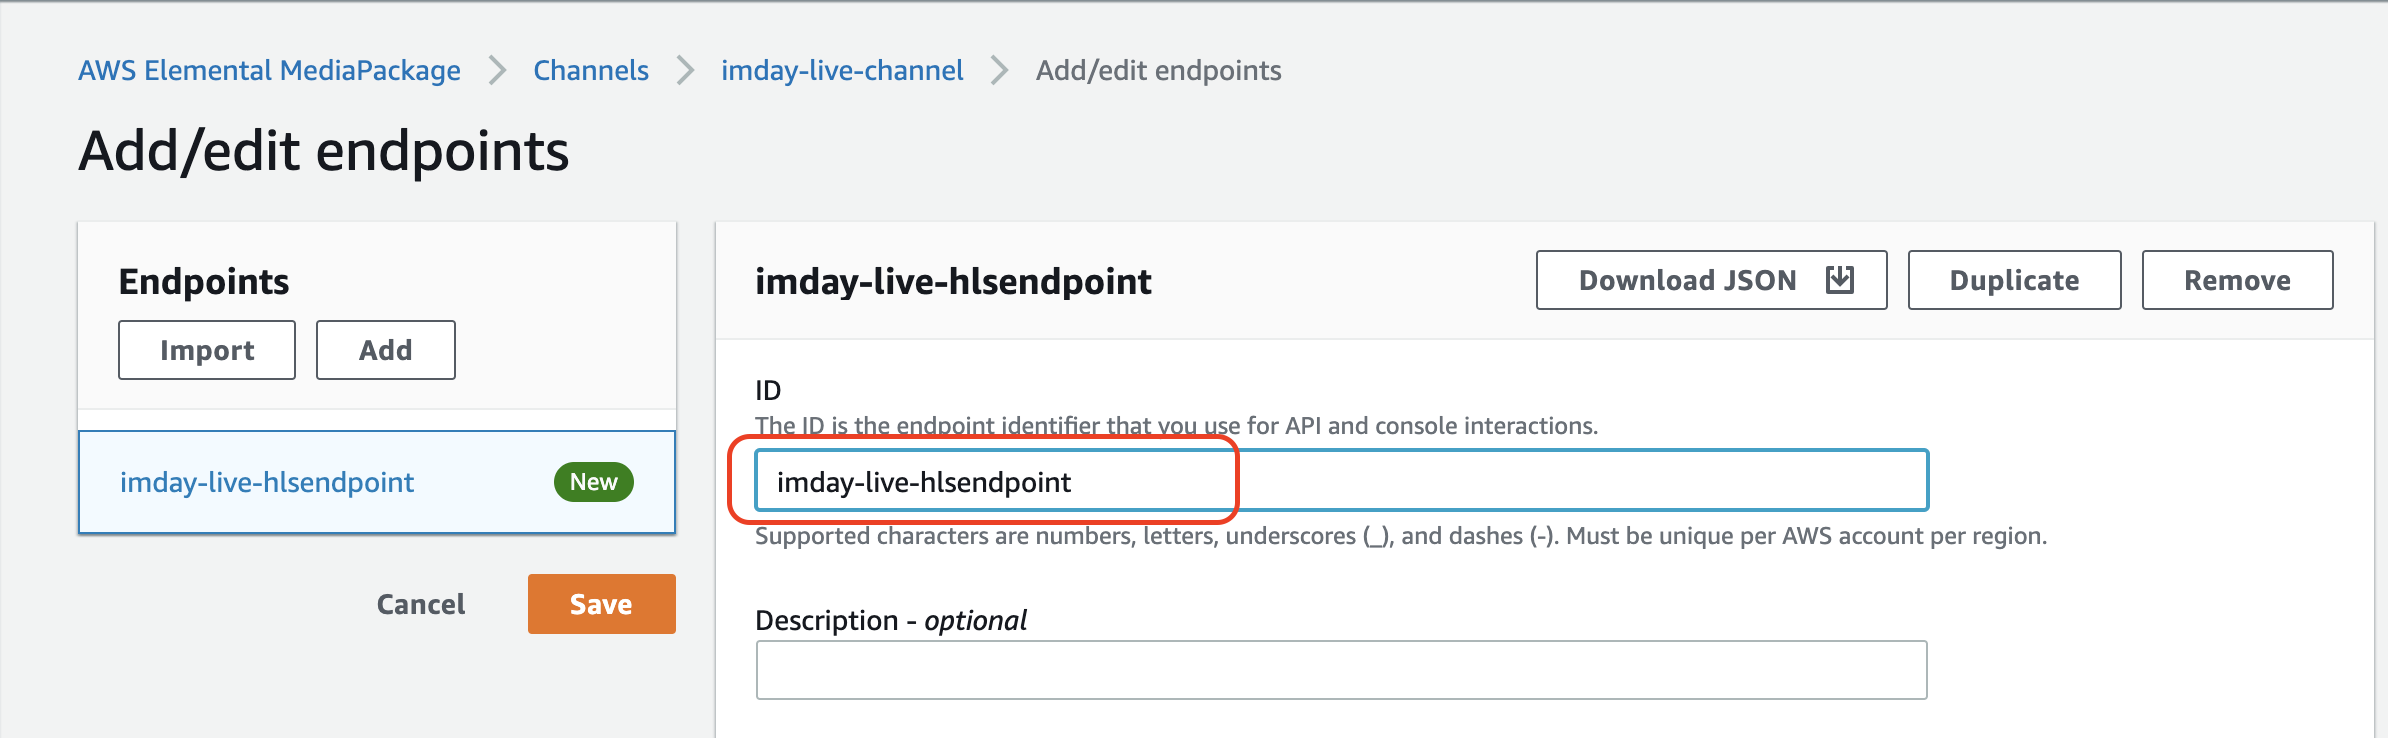 AWS Elemental MediaPackage > Channels > imday-live-channel > Add/edit endpoints
Add/edit endpoints
Endpoints
Import Add
imday-live-hlsendpoint New
Cancel Save
imday-live-hlsendpoint Download JSON Duplicate Remove
ID
The ID is the endpoint identifier that you use for API and console interactions.
imday-live-hlsendpoint
Supported characters are numbers, letters, underscores (_), and dashes (-). Must be unique per AWS account per region.
Description - optional